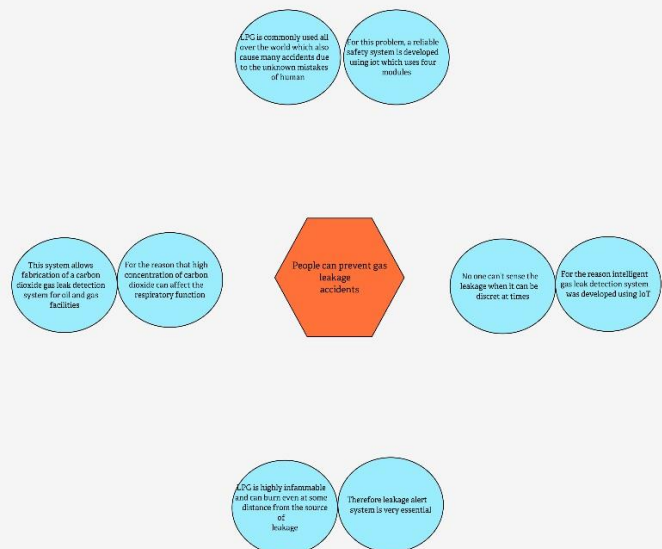 LPG is commonly used all
over the world which also
cause many accidents due
to the unknown mistakes
of human
For this problem, a reliable
safety system is developed
using iot which uses four
modules
This system allows
fabrication of a carbon
dioxide gas leak detection
system for oil and gas
facilities
For the reason that high
concentration of carbon
dioxide can affect the
respiratory function
People can prevent gas
leakage
accidents
No one can't sense the
leakage when it can be
discret at times
For the reason intelligent
gas leak detection system
was developed using IoT
LPG is highly infammable
and can burn even at some
distance from the source
of
leakage
Therefore leakage alert
system is very essential